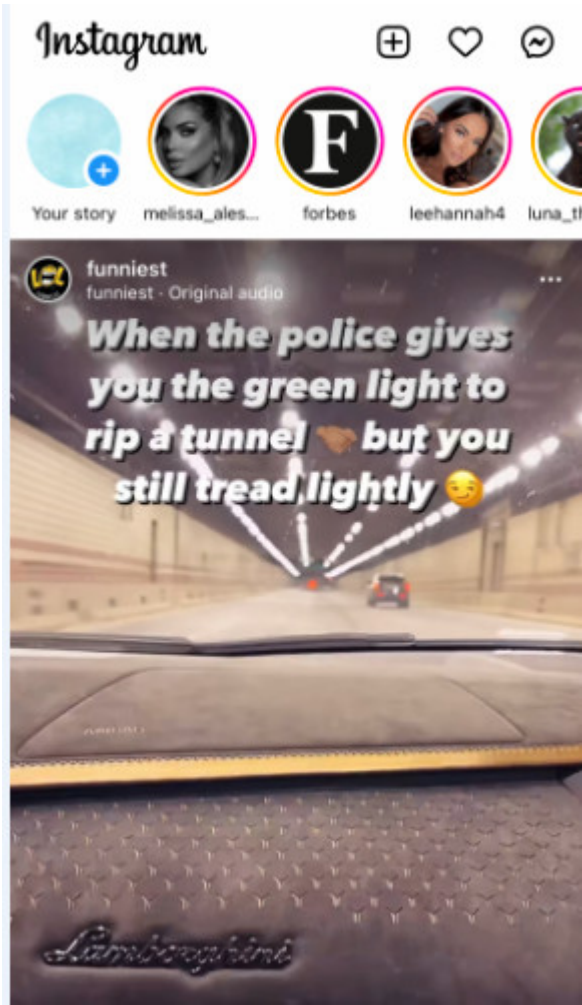 Instagram
Your story
melissa_ales...
forbes
leehannah4
luna_th
F
funniest
funniest · Original audio
When the police gives
you the green light to
rip a tunnel 🤝🏽 but you
still tread lightly 😏
AIRBAG
Lamborghini